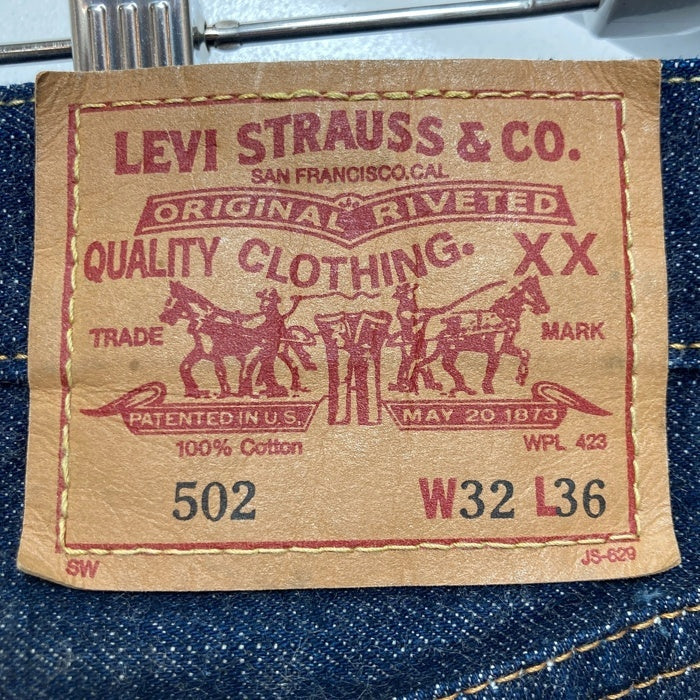 LEVI STRAUSS & CO.
SAN FRANCISCO,CAL
ORIGINAL RIVETED
QUALITY CLOTHING. XX
TRADE MARK
PATENTED IN U.S. MAY 20 1873
100% Cotton WPL 423
502 W32 L36
SW JS-629